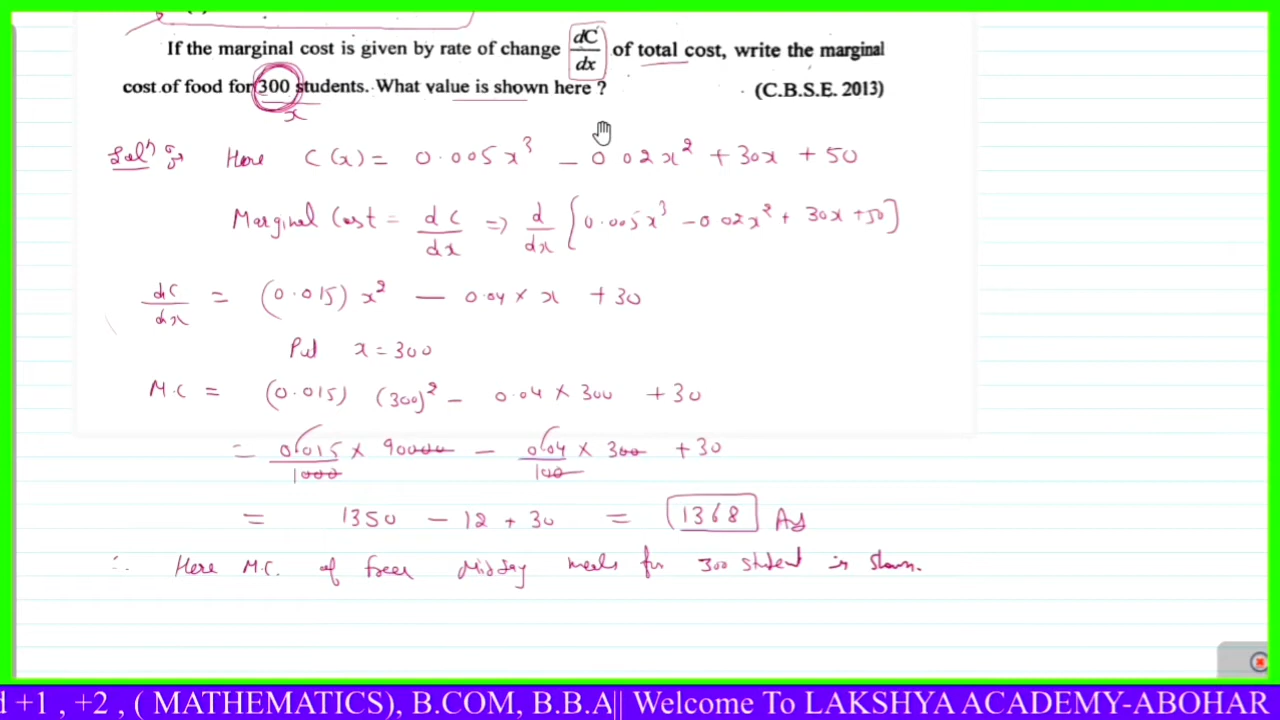 If the marginal cost is given by rate of change dC/dx of total cost, write the marginal
cost of food for 300 students. What value is shown here ? (C.B.S.E. 2013)
x
Solⁿ Here C(x) = 0.005x³ - 0.02x² + 30x + 50
Marginal Cost = dC/dx => d/dx [0.005x³ - 0.02x² + 30x + 50]
dC/dx = (0.015) x² - 0.04 × x + 30
Put x = 300
M.C = (0.015) (300)² - 0.04 × 300 + 30
= 0.015/1000 × 90000 - 0.04/100 × 300 + 30
= 1350 - 12 + 30 = 1368 As
∴ Here M.C. of freee Midday meals for 300 student is shown.
d +1 , +2 , ( MATHEMATICS), B.COM, B.B.A|| Welcome To LAKSHYA ACADEMY-ABOHAR